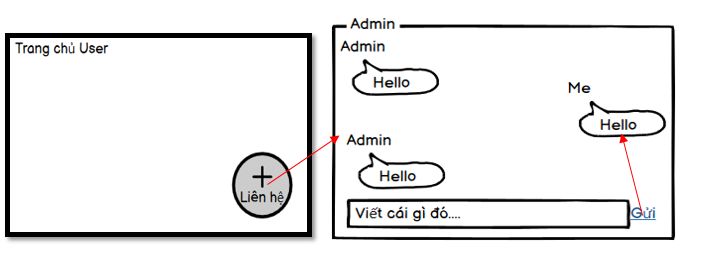 Trang chủ User
Liên hệ
Admin
Admin
Hello
Me
Hello
Admin
Hello
Viết cái gì đó....
Gửi